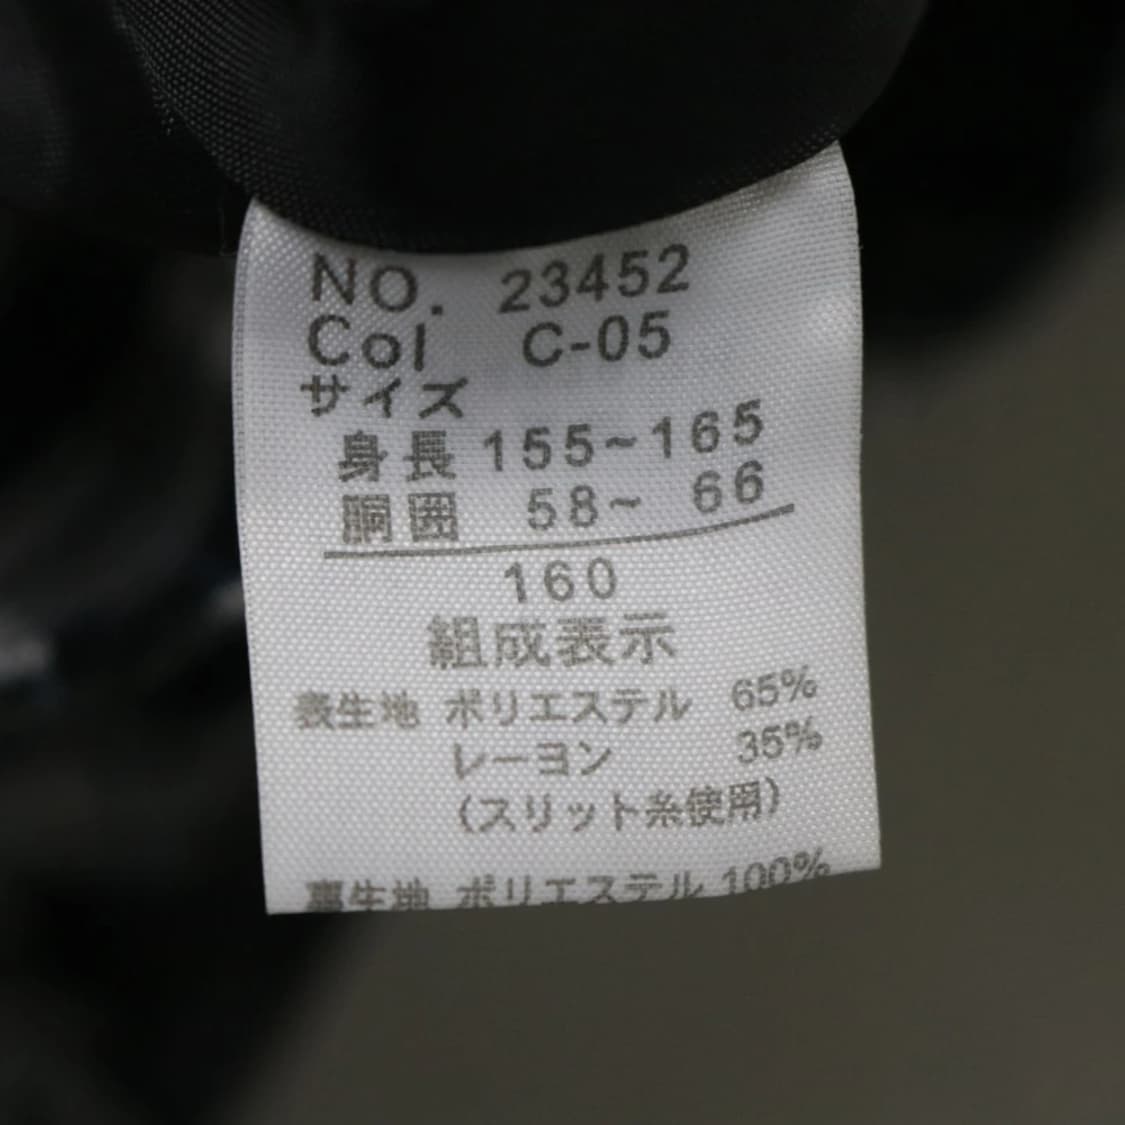 NO. 23452
Col C-05
サイズ
身長 155~165
胴囲 58~ 66
160
組成表示
表生地 ポリエステル 65%
レーヨン 35%
(スリット糸使用)
裏生地 ポリエステル 100%